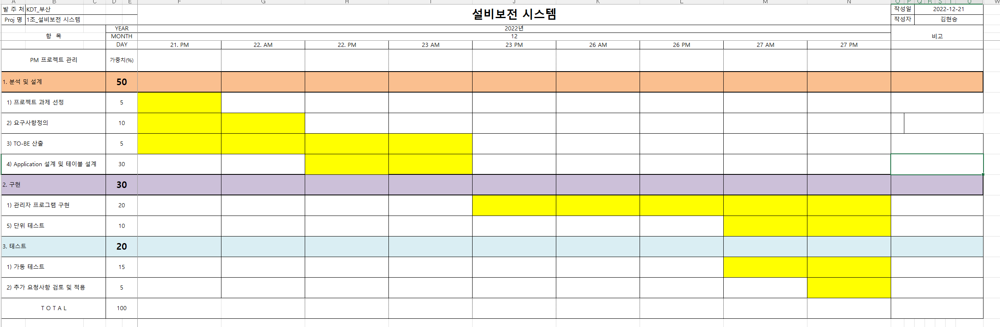 A B C D E F G H I J K L M N O P Q R S T U W
발 주 처 KDT_부산 설비보전 시스템 작성일 2022-12-21
Proj 명 1조_설비보전 시스템 작성자 김현승
YEAR 2022년
항 목 MONTH 12 비고
DAY 21. PM 22. AM 22. PM 23 AM 23 PM 26 AM 26 PM 27 AM 27 PM
PM 프로젝트 관리 가중치(%)
1. 분석 및 설계 50
1) 프로젝트 과제 선정 5
2) 요구사항정의 10
3) TO-BE 산출 5
4) Application 설계 및 테이블 설계 30
2. 구현 30
1) 관리자 프로그램 구현 20
5) 단위 테스트 10
3. 테스트 20
1) 가동 테스트 15
2) 추가 요청사항 검토 및 적용 5
T O T A L 100